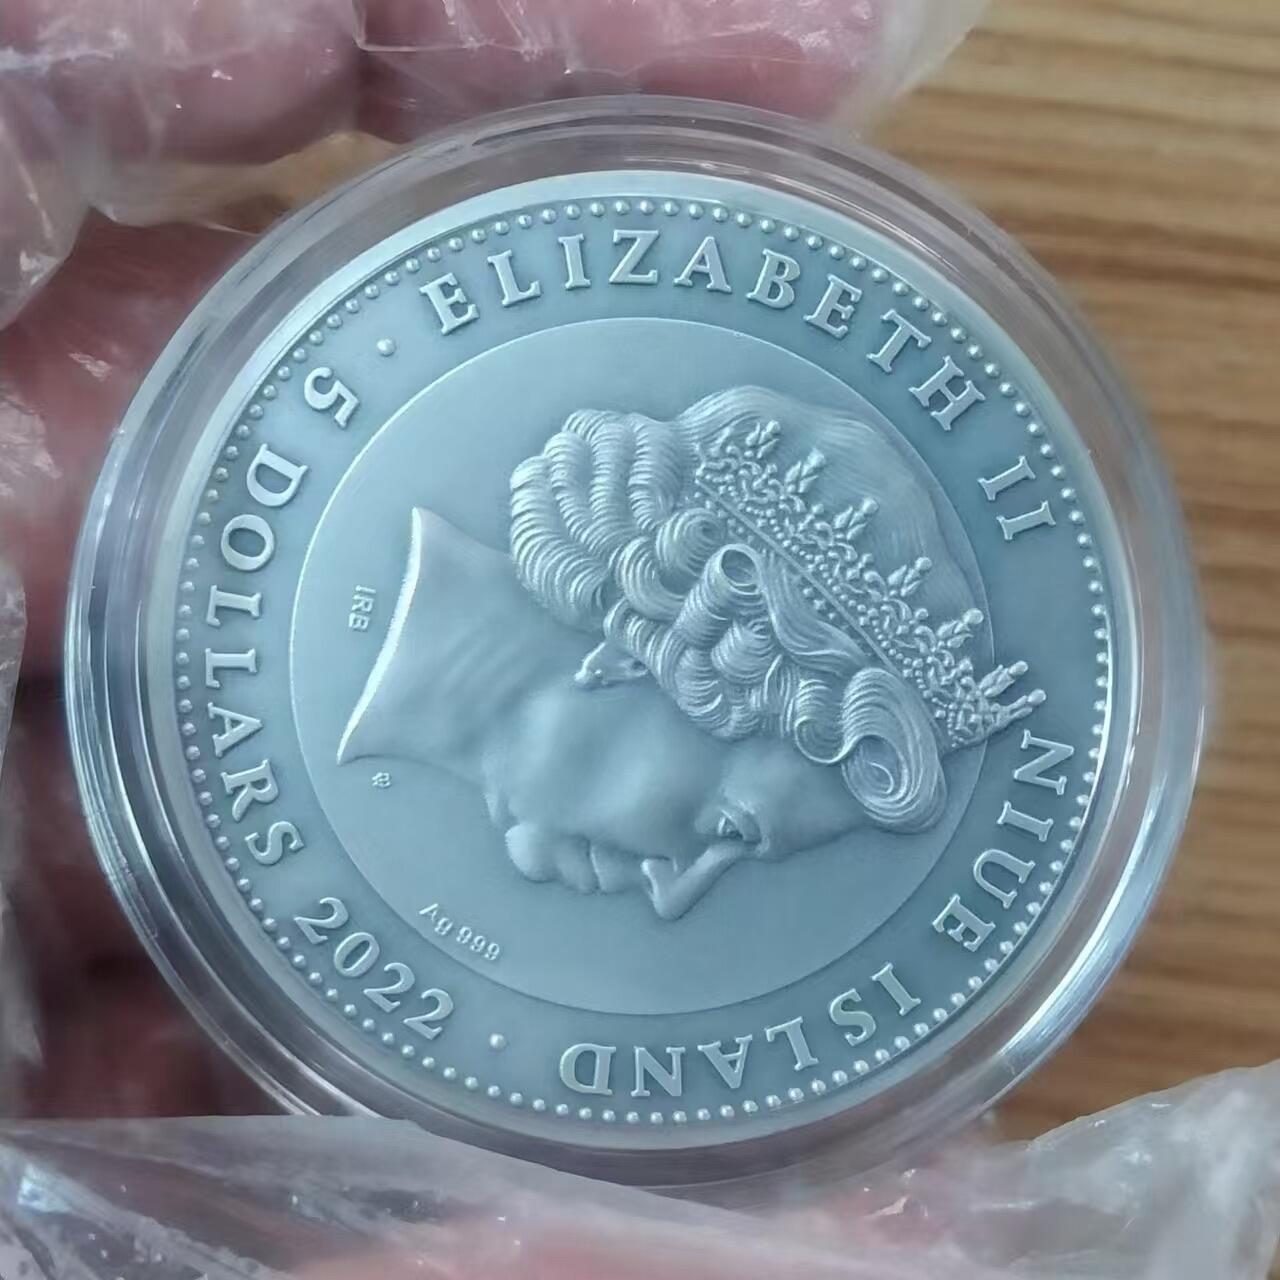 ELIZABETH II NIUE ISLAND · 5 DOLLARS 2022 ·
IRB
Ag 999